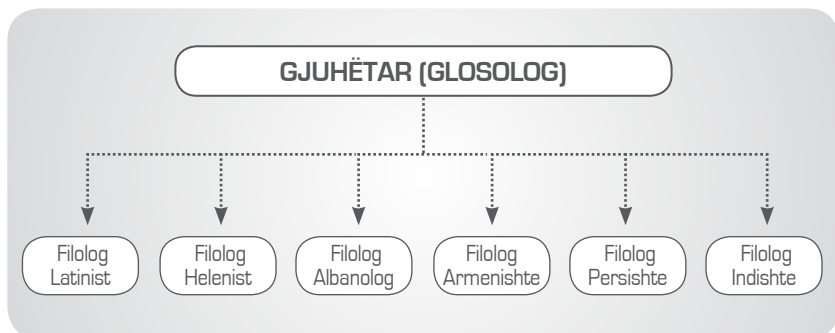 GJUHËTAR (GLOSOLOG)
Filolog
Latinist
Filolog
Helenist
Filolog
Albanolog
Filolog
Armenishte
Filolog
Persishte
Filolog
Indishte